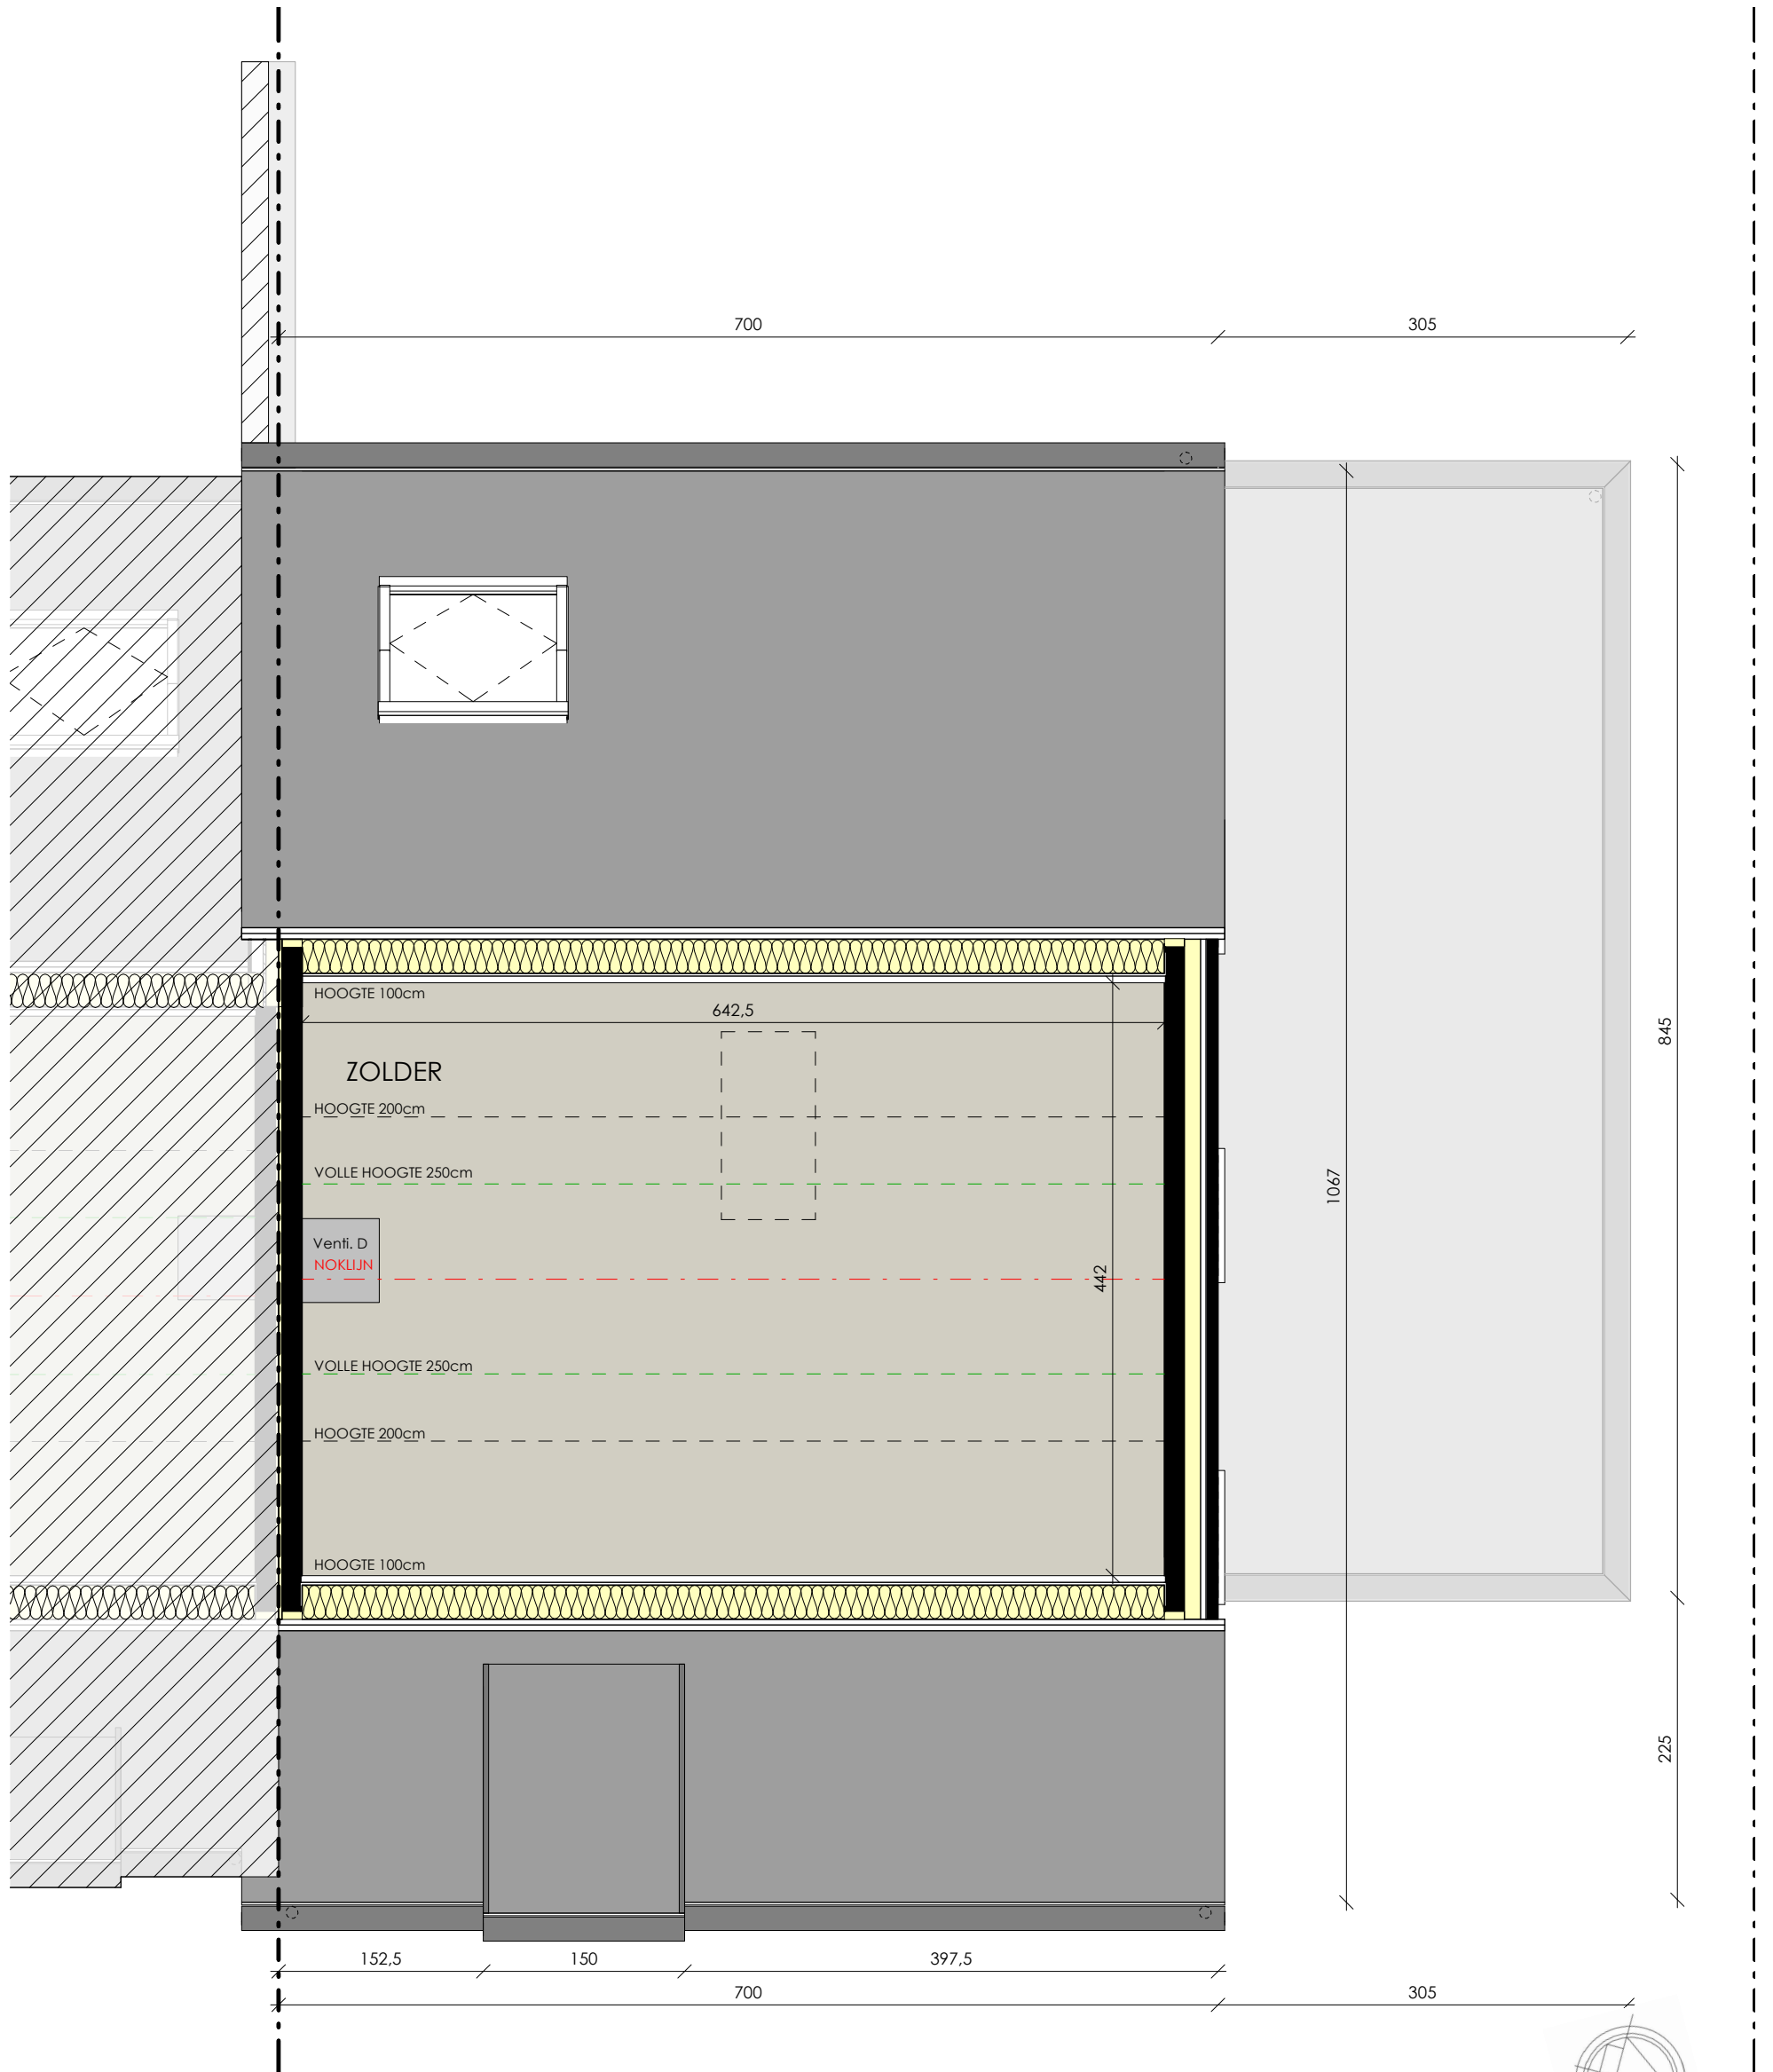 700
305
HOOGTE 100cm
642,5
845
ZOLDER
HOOGTE 200cm
VOLLE HOOGTE 250cm
1067
Venti. D
NOKLIJN
442
VOLLE HOOGTE 250cm
HOOGTE 200cm
HOOGTE 100cm
225
152,5
150
397,5
700
305